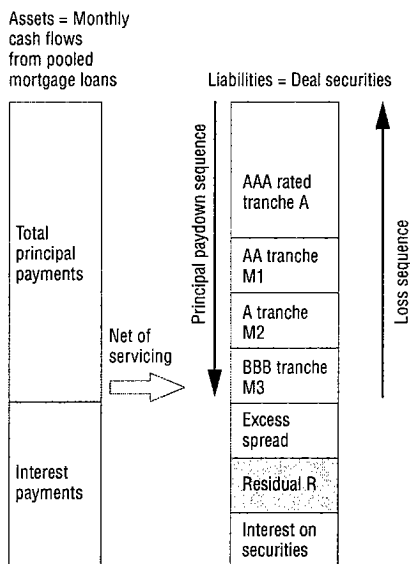 Assets = Monthly
cash flows
from pooled
mortgage loans
Liabilities = Deal securities
Total
principal
payments
Interest
payments
Net of
servicing
Principal paydown sequence
AAA rated
tranche A
AA tranche
M1
A tranche
M2
BBB tranche
M3
Excess
spread
Residual R
Interest on
securities
Loss sequence